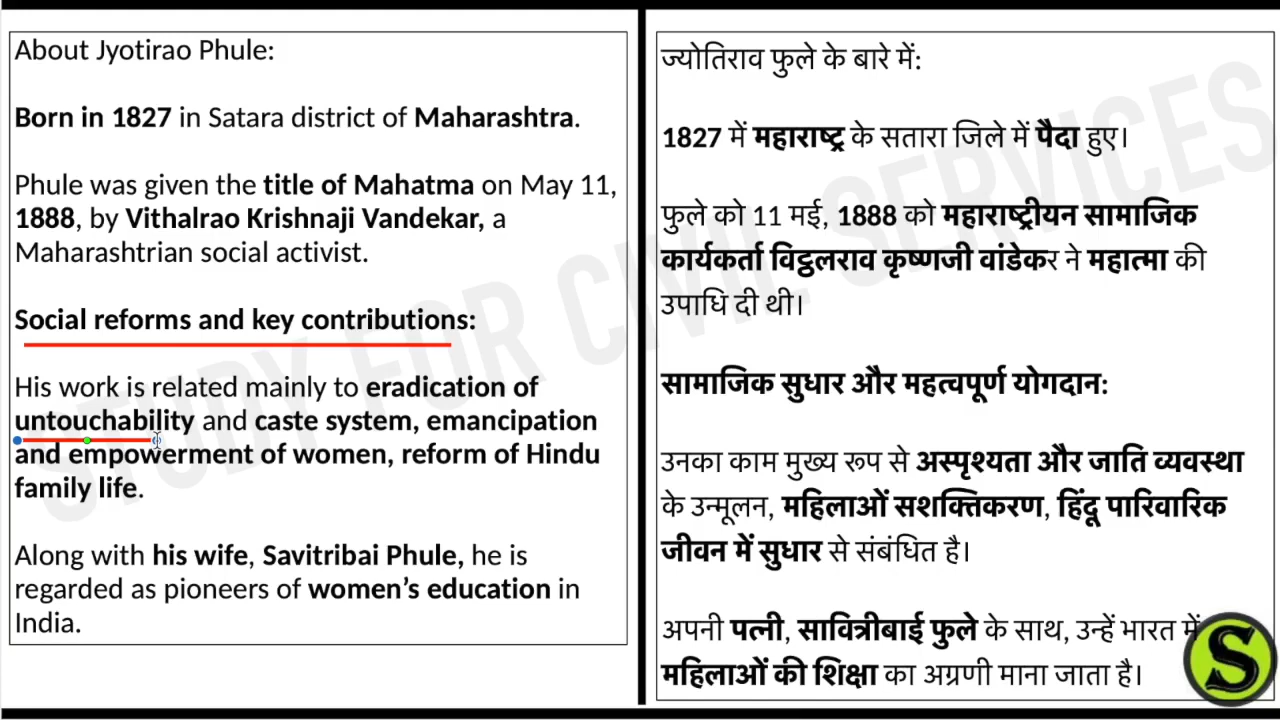 About Jyotirao Phule:
Born in 1827 in Satara district of Maharashtra.
Phule was given the title of Mahatma on May 11,
1888, by Vithalrao Krishnaji Vandekar, a
Maharashtrian social activist.
Social reforms and key contributions:
His work is related mainly to eradication of
untouchability and caste system, emancipation
and empowerment of women, reform of Hindu
family life.
Along with his wife, Savitribai Phule, he is
regarded as pioneers of women’s education in
India.
ज्योतिराव फुले के बारे में:
1827 में महाराष्ट्र के सतारा जिले में पैदा हुए।
फुले को 11 मई, 1888 को महाराष्ट्रीयन सामाजिक
कार्यकर्ता विट्ठलराव कृष्णजी वांडेकर ने महात्मा की
उपाधि दी थी।
सामाजिक सुधार और महत्वपूर्ण योगदान:
उनका काम मुख्य रूप से अस्पृश्यता और जाति व्यवस्था
के उन्मूलन, महिलाओं सशक्तिकरण, हिंदू पारिवारिक
जीवन में सुधार से संबंधित है।
अपनी पत्नी, सावित्रीबाई फुले के साथ, उन्हें भारत में
महिलाओं की शिक्षा का अग्रणी माना जाता है।
STUDY FOR CIVIL SERVICES
S